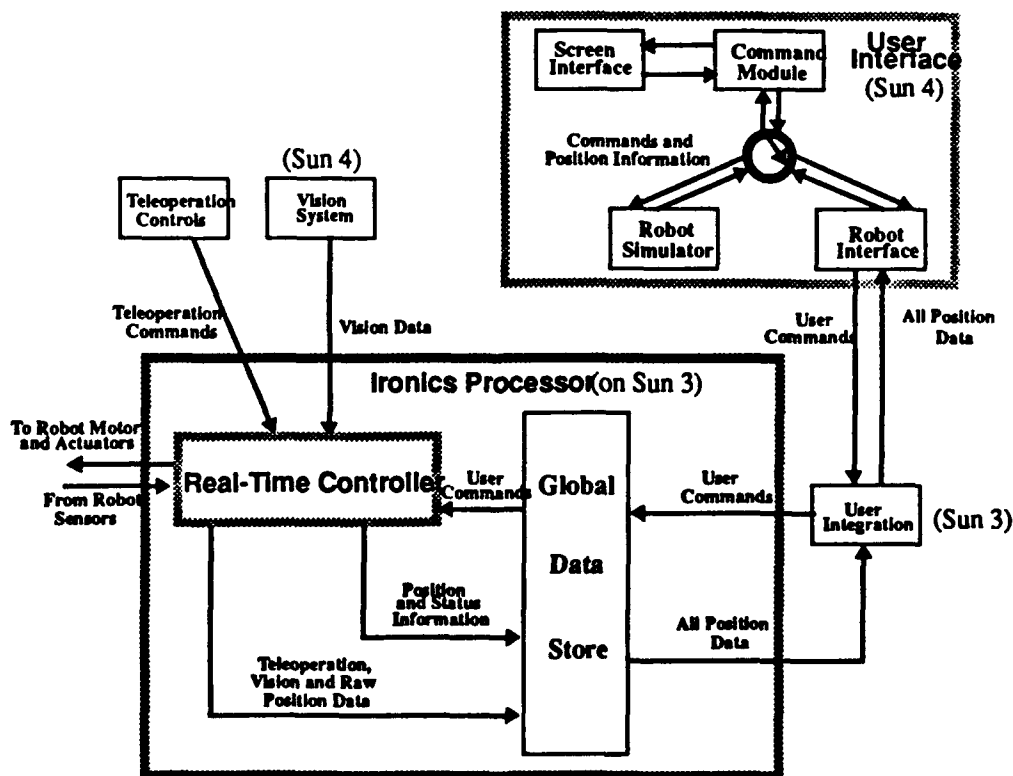 User
Interface
(Sun 4)
Screen
Interface
Command
Module
Commands and
Position Information
Robot
Simulator
Robot
Interface
(Sun 4)
Teleoperation
Controls
Vision
System
Teleoperation
Commands
Vision Data
User
Commands
All Position
Data
Ironics Processor(on Sun 3)
To Robot Motor
and Actuators
From Robot
Sensors
Real-Time Controller
User
Commands
Global
Data
Store
User
Commands
User
Integration
(Sun 3)
Position
and Status
Information
All Position
Data
Teleoperation,
Vision and Raw
Position Data